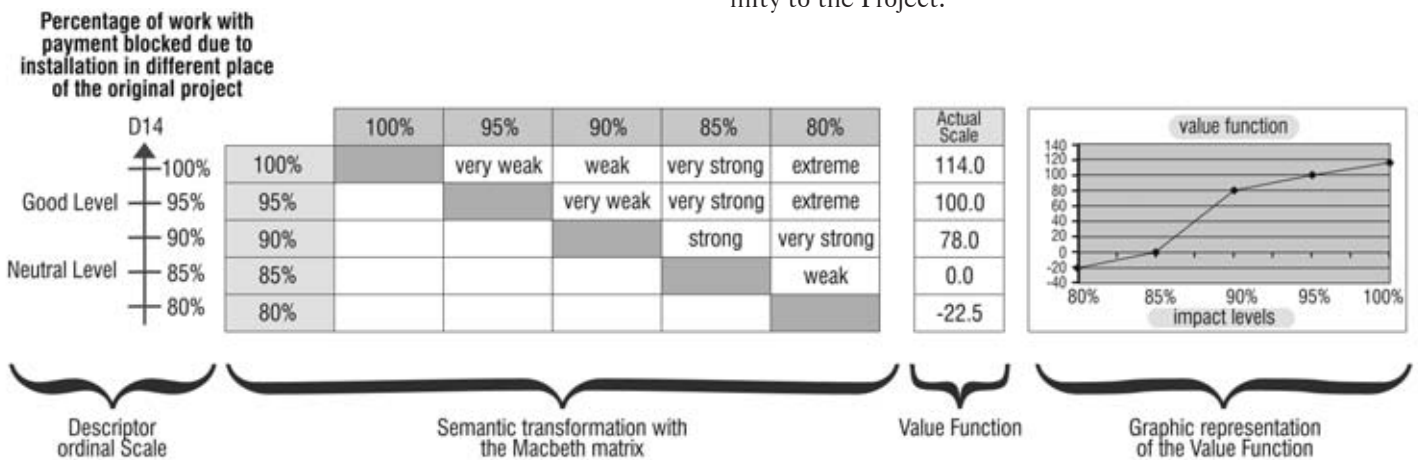 mity to the Project.
Percentage of work with
payment blocked due to
installation in different place
of the original project
D14
100%
Good Level 95%
90%
Neutral Level 85%
80%
100% 95% 90% 85% 80%
100% very weak weak very strong extreme
95% very weak very strong extreme
90% strong very strong
85% weak
80%
Actual
Scale
114.0
100.0
78.0
0.0
-22.5
value function
140
120
100
80
60
40
20
0
-20
-40
80% 85% 90% 95% 100%
impact levels
Descriptor
ordinal Scale
Semantic transformation with
the Macbeth matrix
Value Function
Graphic representation
of the Value Function